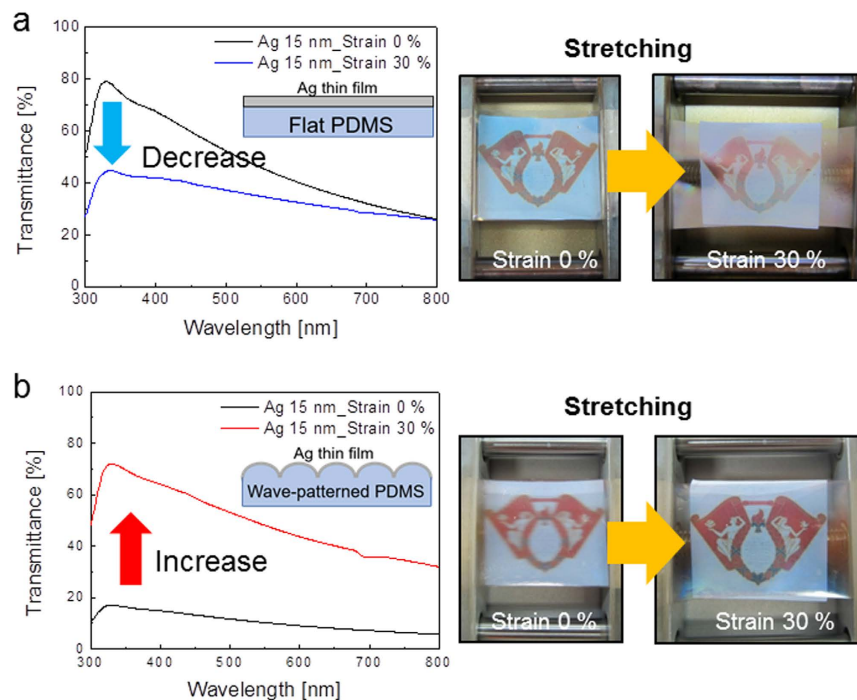 a
100
80
60
40
20
0
Transmittance [%]
Ag 15 nm_Strain 0 %
Ag 15 nm_Strain 30 %
Ag thin film
Flat PDMS
Decrease
300 400 500 600 700 800
Wavelength [nm]
Stretching
Strain 0 %
Strain 30 %
b
100
80
60
40
20
0
Transmittance [%]
Ag 15 nm_Strain 0 %
Ag 15 nm_Strain 30 %
Ag thin film
Wave-patterned PDMS
Increase
300 400 500 600 700 800
Wavelength [nm]
Stretching
Strain 0 %
Strain 30 %